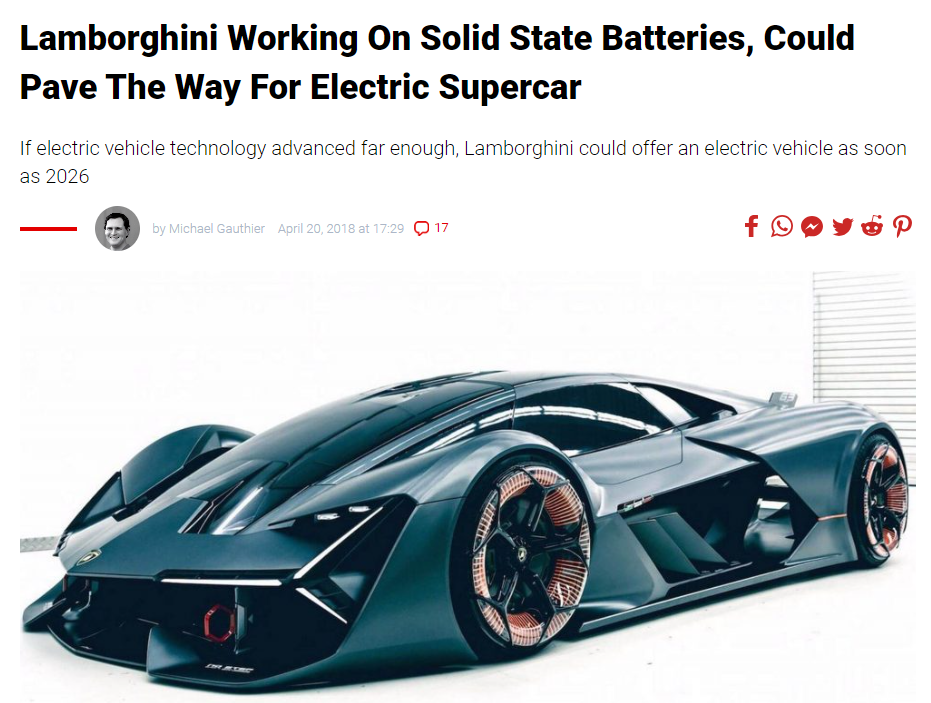 Lamborghini Working On Solid State Batteries, Could
Pave The Way For Electric Supercar
If electric vehicle technology advanced far enough, Lamborghini could offer an electric vehicle as soon
as 2026
by Michael Gauthier April 20, 2018 at 17:29 17